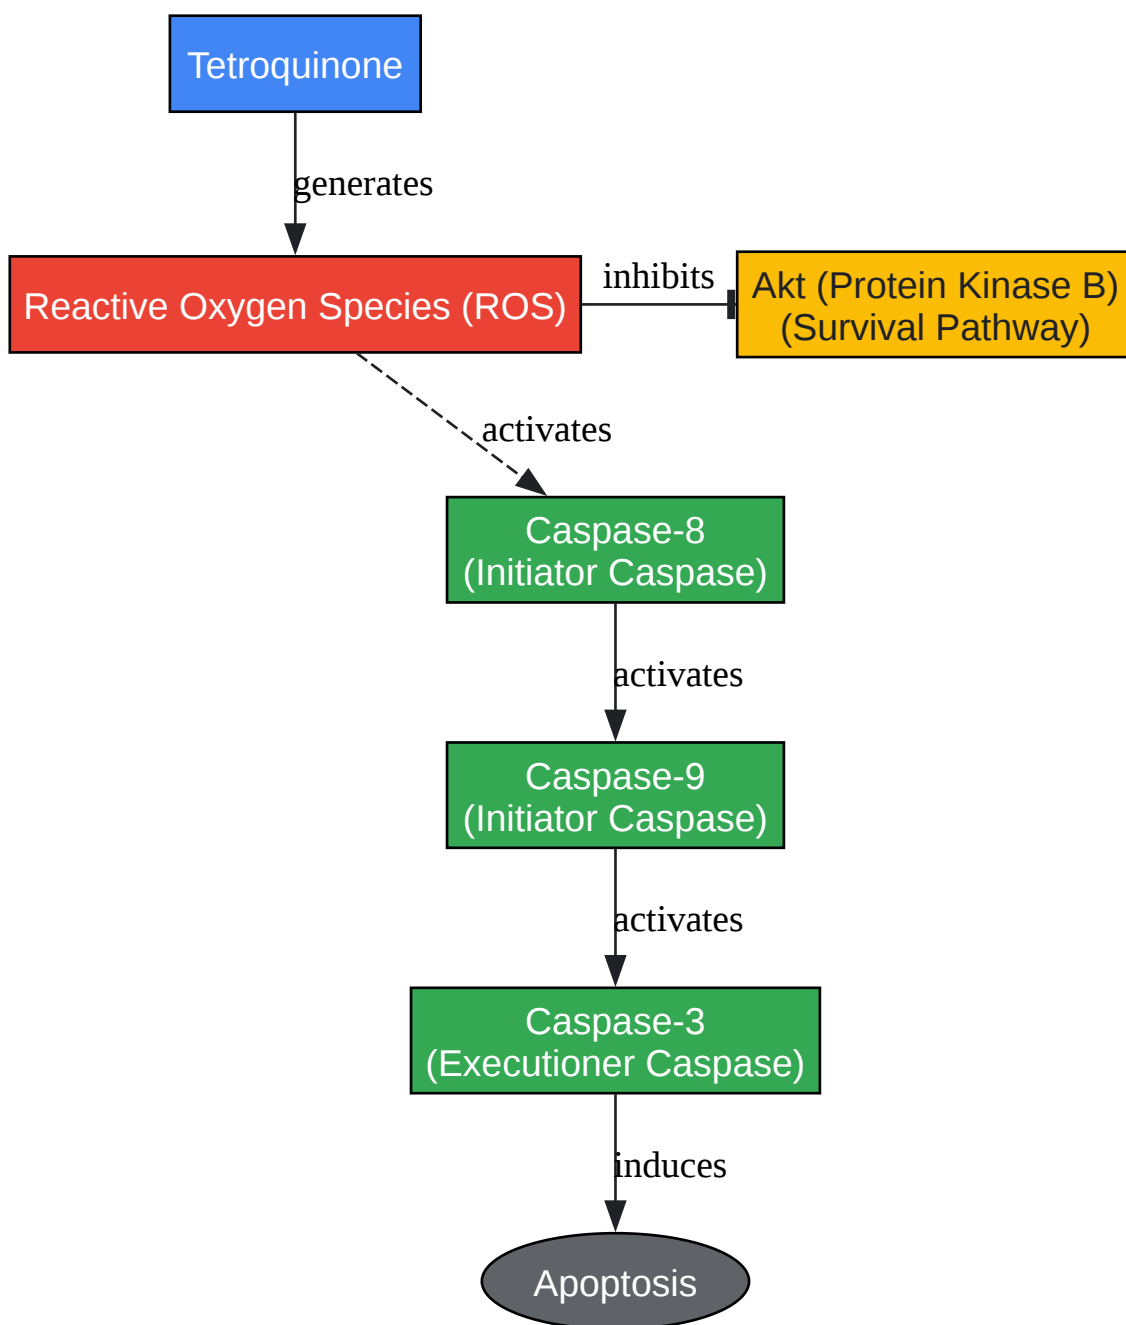 Tetroquinone
generates
Reactive Oxygen Species (ROS)
inhibits
Akt (Protein Kinase B)
(Survival Pathway)
activates
Caspase-8
(Initiator Caspase)
activates
Caspase-9
(Initiator Caspase)
activates
Caspase-3
(Executioner Caspase)
induces
Apoptosis